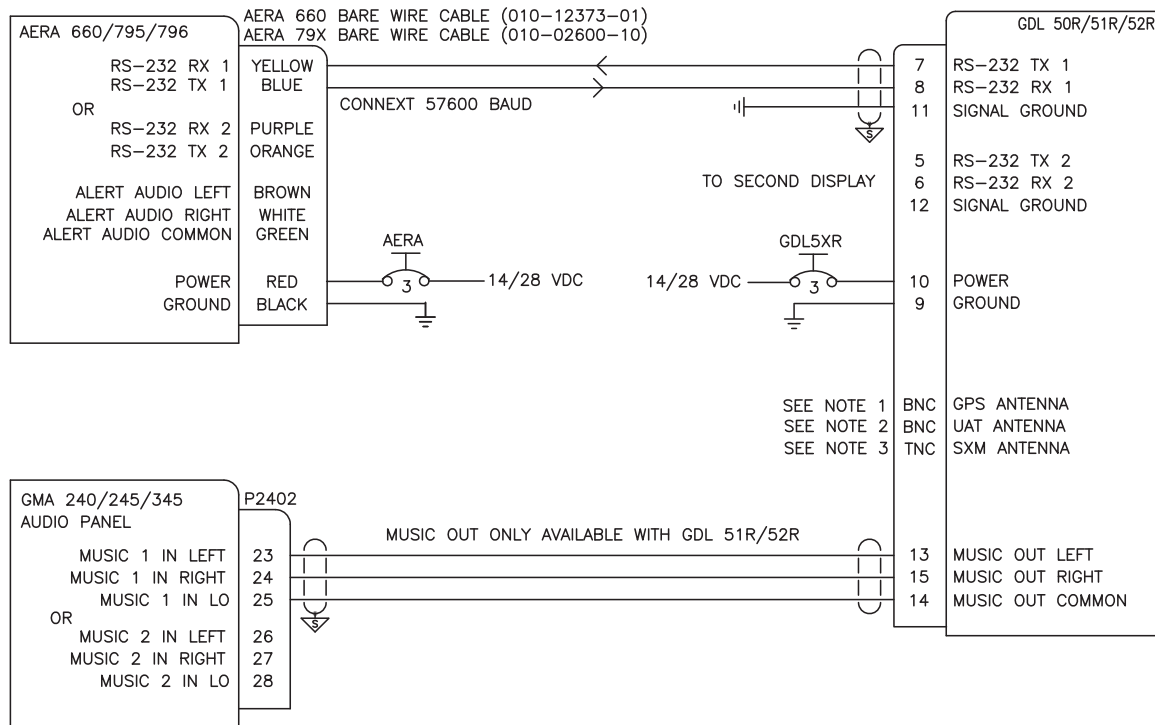 AERA 660 BARE WIRE CABLE (010-12373-01)
AERA 79X BARE WIRE CABLE (010-02600-10)
AERA 660/795/796
GDL 50R/51R/52R
RS-232 RX 1 YELLOW
RS-232 TX 1 BLUE
OR
RS-232 RX 2 PURPLE
RS-232 TX 2 ORANGE
ALERT AUDIO LEFT BROWN
ALERT AUDIO RIGHT WHITE
ALERT AUDIO COMMON GREEN
POWER RED
GROUND BLACK
CONNEXT 57600 BAUD
S
AERA
3
14/28 VDC
TO SECOND DISPLAY
GDL5XR
14/28 VDC
3
7 RS-232 TX 1
8 RS-232 RX 1
11 SIGNAL GROUND
5 RS-232 TX 2
6 RS-232 RX 2
12 SIGNAL GROUND
10 POWER
9 GROUND
SEE NOTE 1 BNC GPS ANTENNA
SEE NOTE 2 BNC UAT ANTENNA
SEE NOTE 3 TNC SXM ANTENNA
GMA 240/245/345
AUDIO PANEL
P2402
MUSIC 1 IN LEFT 23
MUSIC 1 IN RIGHT 24
MUSIC 1 IN LO 25
OR
MUSIC 2 IN LEFT 26
MUSIC 2 IN RIGHT 27
MUSIC 2 IN LO 28
S
MUSIC OUT ONLY AVAILABLE WITH GDL 51R/52R
13 MUSIC OUT LEFT
15 MUSIC OUT RIGHT
14 MUSIC OUT COMMON